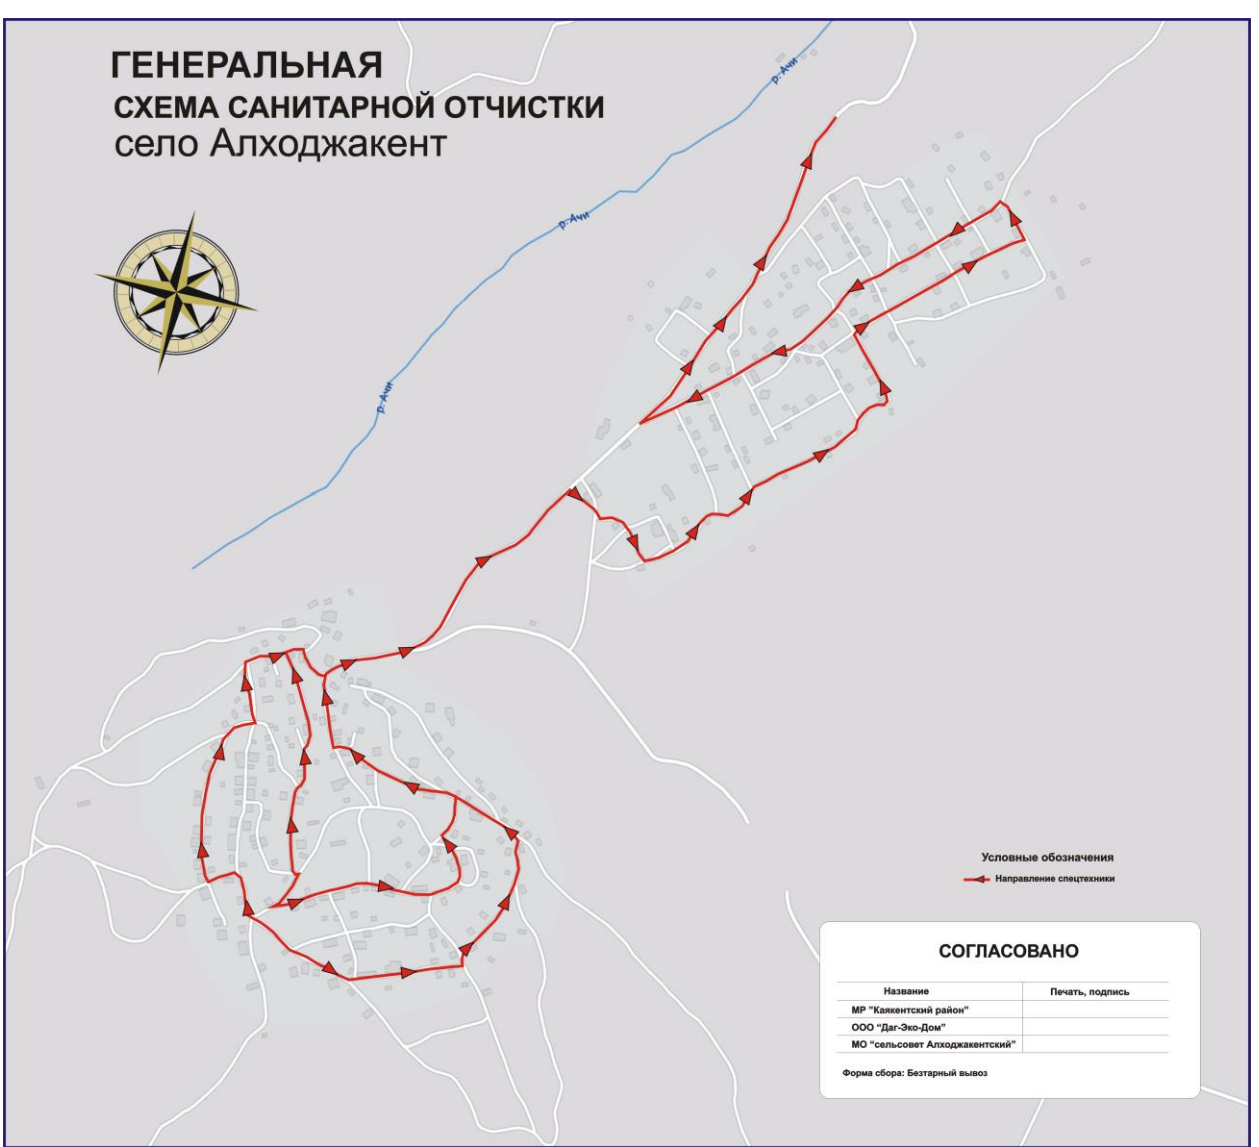 ГЕНЕРАЛЬНАЯ
СХЕМА САНИТАРНОЙ ОТЧИСТКИ
село Алходжакент
р. Ачи
р. Ачи
р. Ачи
Условные обозначения
Направление спецтехники
СОГЛАСОВАНО
Название Печать, подпись
МР "Каякентский район"
ООО "Даг-Эко-Дом"
МО "сельсовет Алходжакентский"
Форма сбора: Безтарный вывоз